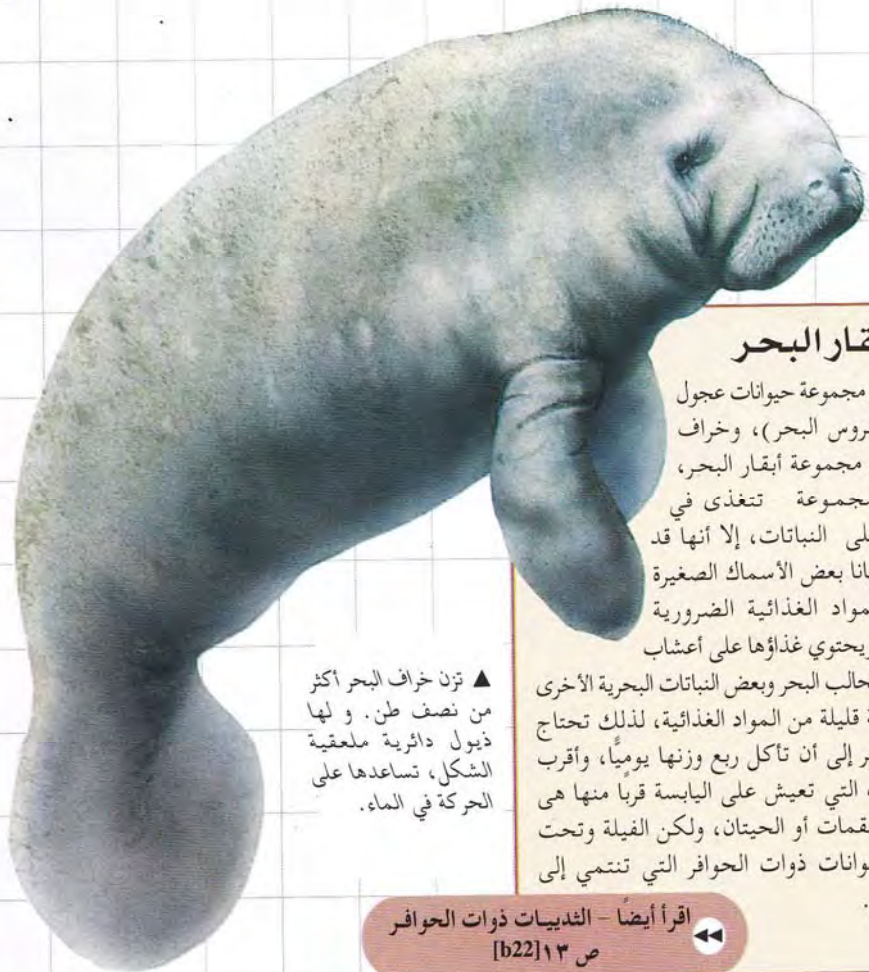 قار البحر
مجموعة حيوانات عجول
روس البحر)، وخراف
مجموعة أبقار البحر،
جموعة تتغذى في
لى النباتات، إلا أنها قد
انا بعض الأسماك الصغيرة
مواد الغذائية الضرورية
يحتوي غذاؤها على أعشاب
حالب البحر وبعض النباتات البحرية الأخرى
ة قليلة من المواد الغذائية، لذلك تحتاج
ر إلى أن تأكل ربع وزنها يوميًّا، وأقرب
التي تعيش على اليابسة قربًا منها هى
قمات أو الحيتان، ولكن الفيلة وتحت
وانات ذوات الحوافر التي تنتمي إلى
.
▲ تزن خراف البحر أكثر
من نصف طن. و لها
ذيول دائرية ملعقية
الشكل، تساعدها على
الحركة في الماء.
اقرأ أيضًا – الثدييات ذوات الحوافر
ص ١٣ [b22]